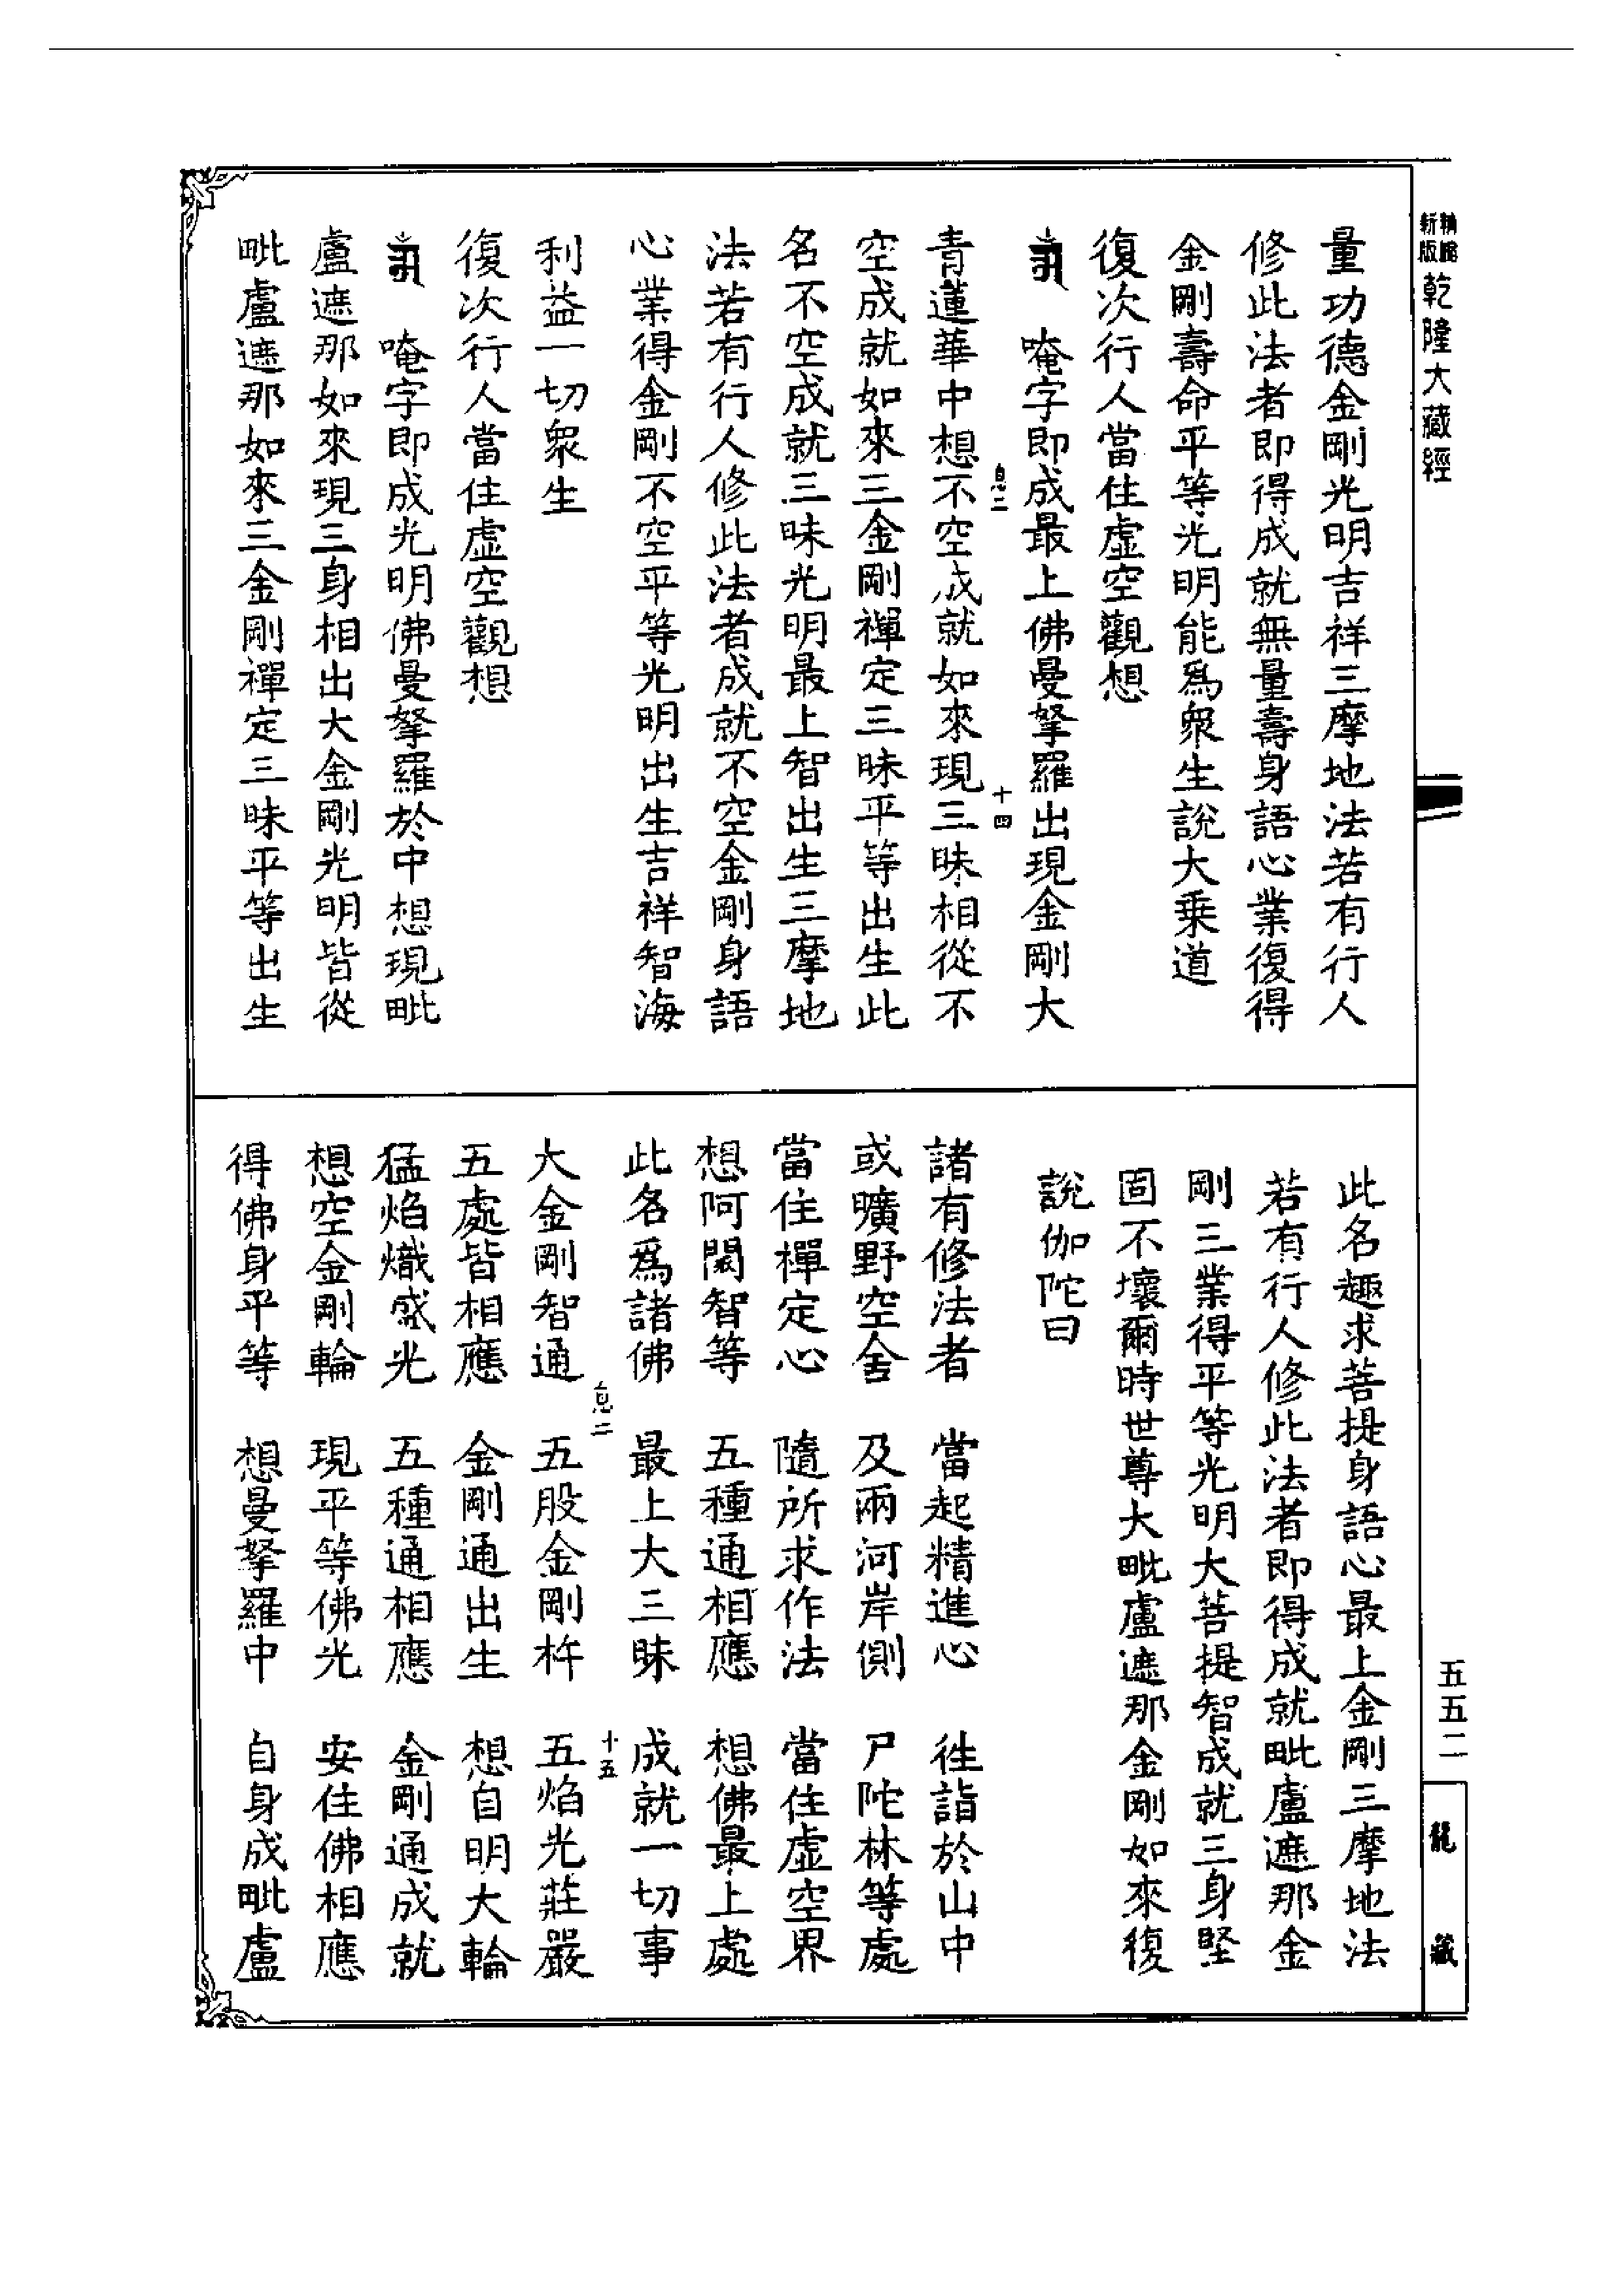 新版
乾隆大藏經
量功德金剛光明吉祥三摩地法若有行人
修此法者即得成就無量壽身語心業復得
金剛壽命平等光明能為衆生說大乗道
復次行人當住虛空觀想
唵字即成最上佛曼拏羅出現金剛大
息二
十四
青蓮華中想不空成就如來現三昧相從不
空成就如來三金剛禪定三昧平等出生此
名不空成就三昧光明最上智出生三摩地
法若有行人修此法者成就不空金剛身語
心業得金剛不空平等光明出生吉祥智海
利益一切衆生
復次行人當住虛空觀想
唵字即成光明佛曼拏羅於中想現毗
盧遮那如來現三身相出大金剛光明皆從
毗盧遮那如來三金剛禪定三昧平等出生
此名趣求菩提身語心最上金剛三摩地法
若有行人修此法者即得成就毗盧遮那金
剛三業得平等光明大菩提智成就三身堅
固不壞爾時世尊大毗盧遮那金剛如來復
說伽陀曰
諸有修法者　當起精進心　徃詣於山中
或曠野空舍　及兩河岸側　尸陀林等處
當住禪定心　隨所求作法　當住虛空界
想阿閦智等　五種通相應　想佛最上處
此名爲諸佛　最上大三昧　成就一切事
息二
十五
大金剛智通　五股金剛杵　五焰光莊嚴
五處皆相應　金剛通出生　想自明大輪
猛焰熾盛光　五種通相應　金剛通成就
想空金剛輪　現平等佛光　安住佛相應
得佛身平等　想曼拏羅中　自身成毗盧
五五二
龍藏